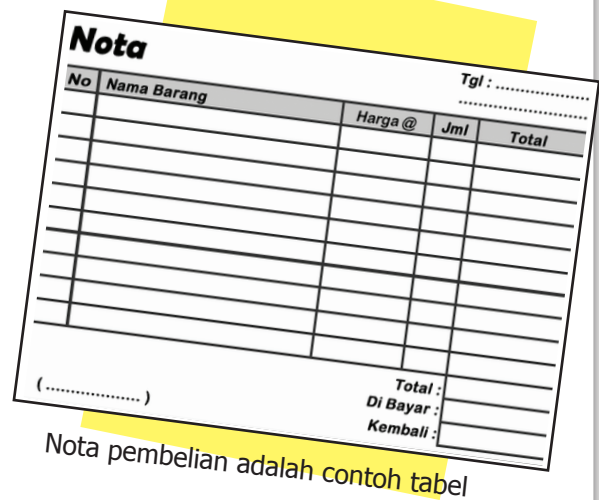 Nota
Tgl : ..................
.........................
No Nama Barang Harga @ Jml Total
Total :
Di Bayar :
Kembali :
( ................... )
Nota pembelian adalah contoh tabel